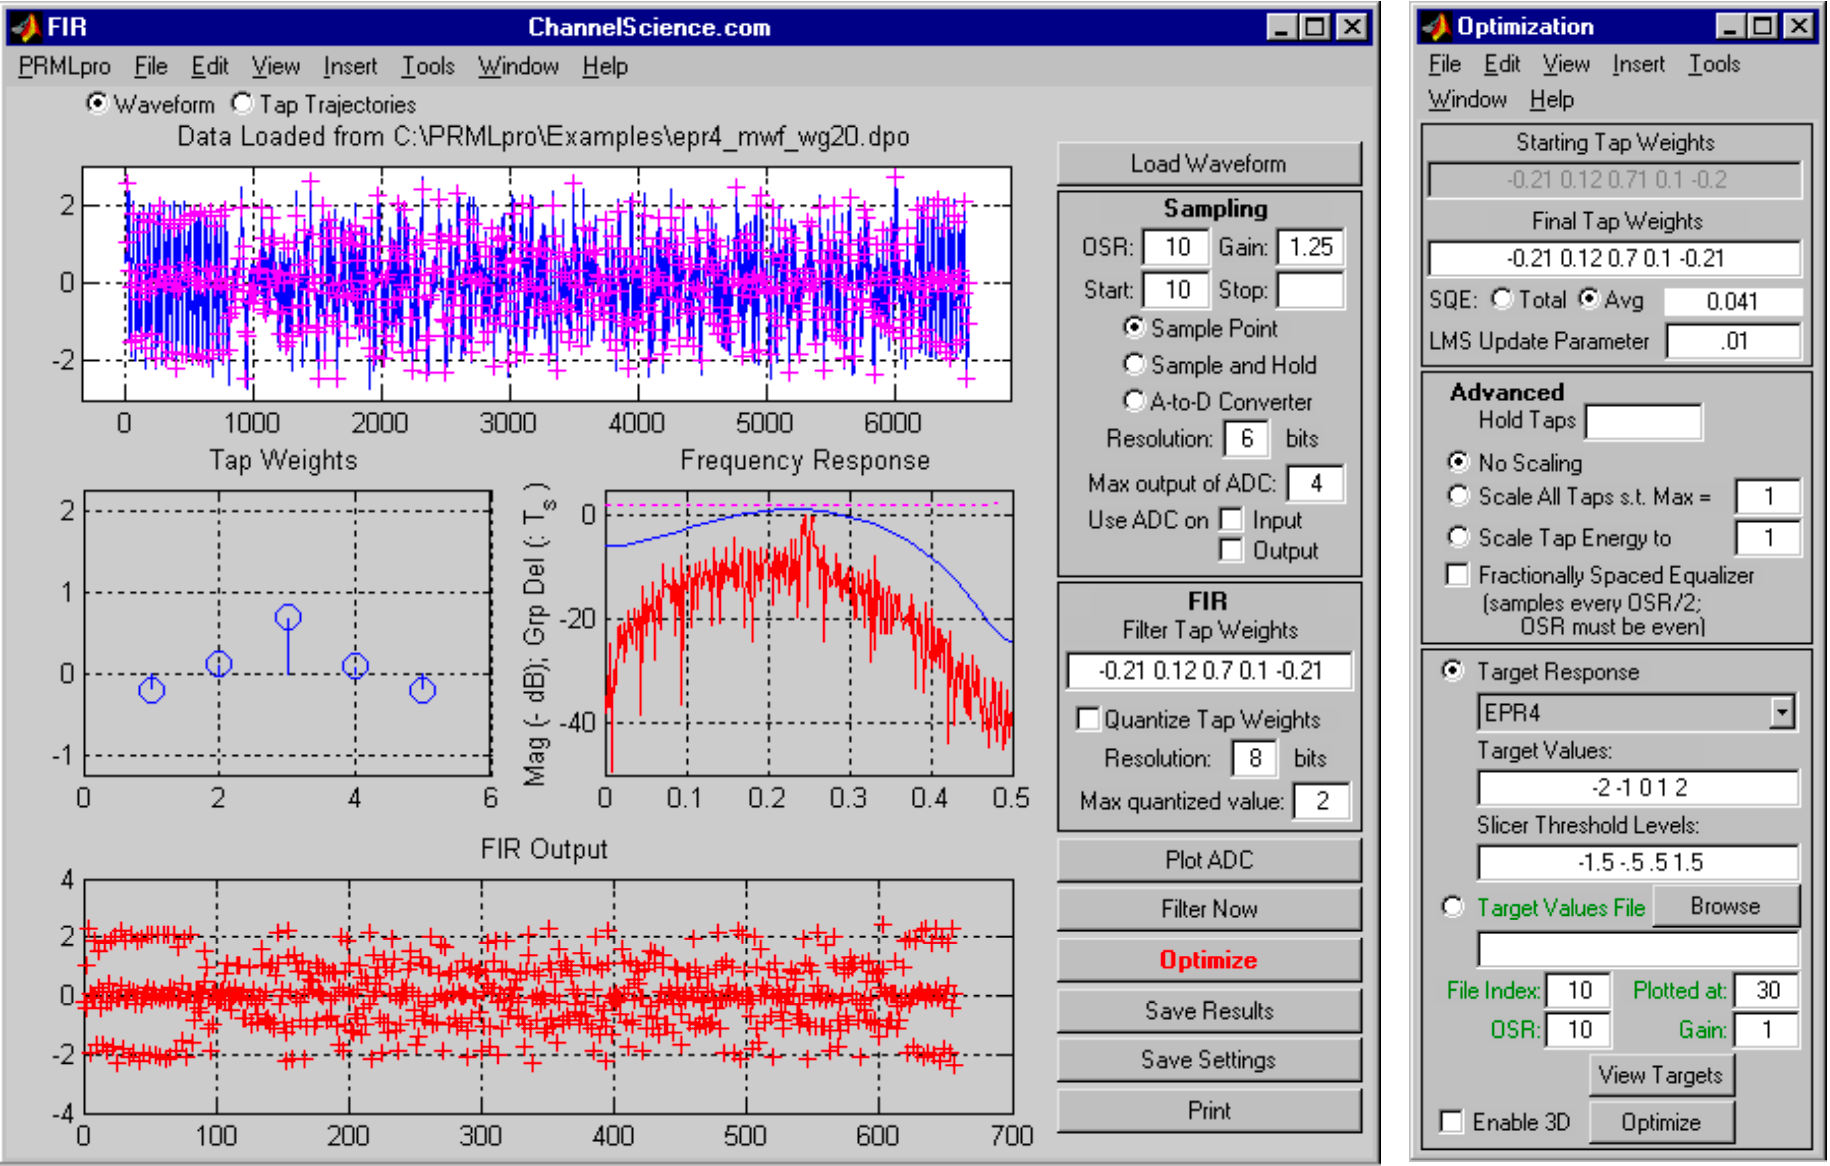 FIR ChannelScience.com
PRMLpro File Edit View Insert Tools Window Help
Waveform Tap Trajectories
Data Loaded from C:\PRMLpro\Examples\epr4_mwf_wg20.dpo
2
0
-2
0 1000 2000 3000 4000 5000 6000
Tap Weights
2
1
0
-1
0 2 4 6
Frequency Response
Mag (- dB); Grp Del (: Ts)
0
-20
-40
0 0.1 0.2 0.3 0.4 0.5
FIR Output
4
2
0
-2
-4
0 100 200 300 400 500 600 700
Load Waveform
Sampling
OSR: 10 Gain: 1.25
Start: 10 Stop:
Sample Point
Sample and Hold
A-to-D Converter
Resolution: 6 bits
Max output of ADC: 4
Use ADC on Input
Output
FIR
Filter Tap Weights
-0.21 0.12 0.7 0.1 -0.21
Quantize Tap Weights
Resolution: 8 bits
Max quantized value: 2
Plot ADC
Filter Now
Optimize
Save Results
Save Settings
Print
Optimization
File Edit View Insert Tools
Window Help
Starting Tap Weights
-0.21 0.12 0.71 0.1 -0.2
Final Tap Weights
-0.21 0.12 0.7 0.1 -0.21
SQE: Total Avg 0.041
LMS Update Parameter .01
Advanced
Hold Taps
No Scaling
Scale All Taps s.t. Max = 1
Scale Tap Energy to 1
Fractionally Spaced Equalizer
(samples every OSR/2;
OSR must be even)
Target Response
EPR4
Target Values:
-2 -1 0 1 2
Slicer Threshold Levels:
-1.5 -.5 .5 1.5
Target Values File Browse
File Index: 10 Plotted at: 30
OSR: 10 Gain: 1
View Targets
Enable 3D Optimize